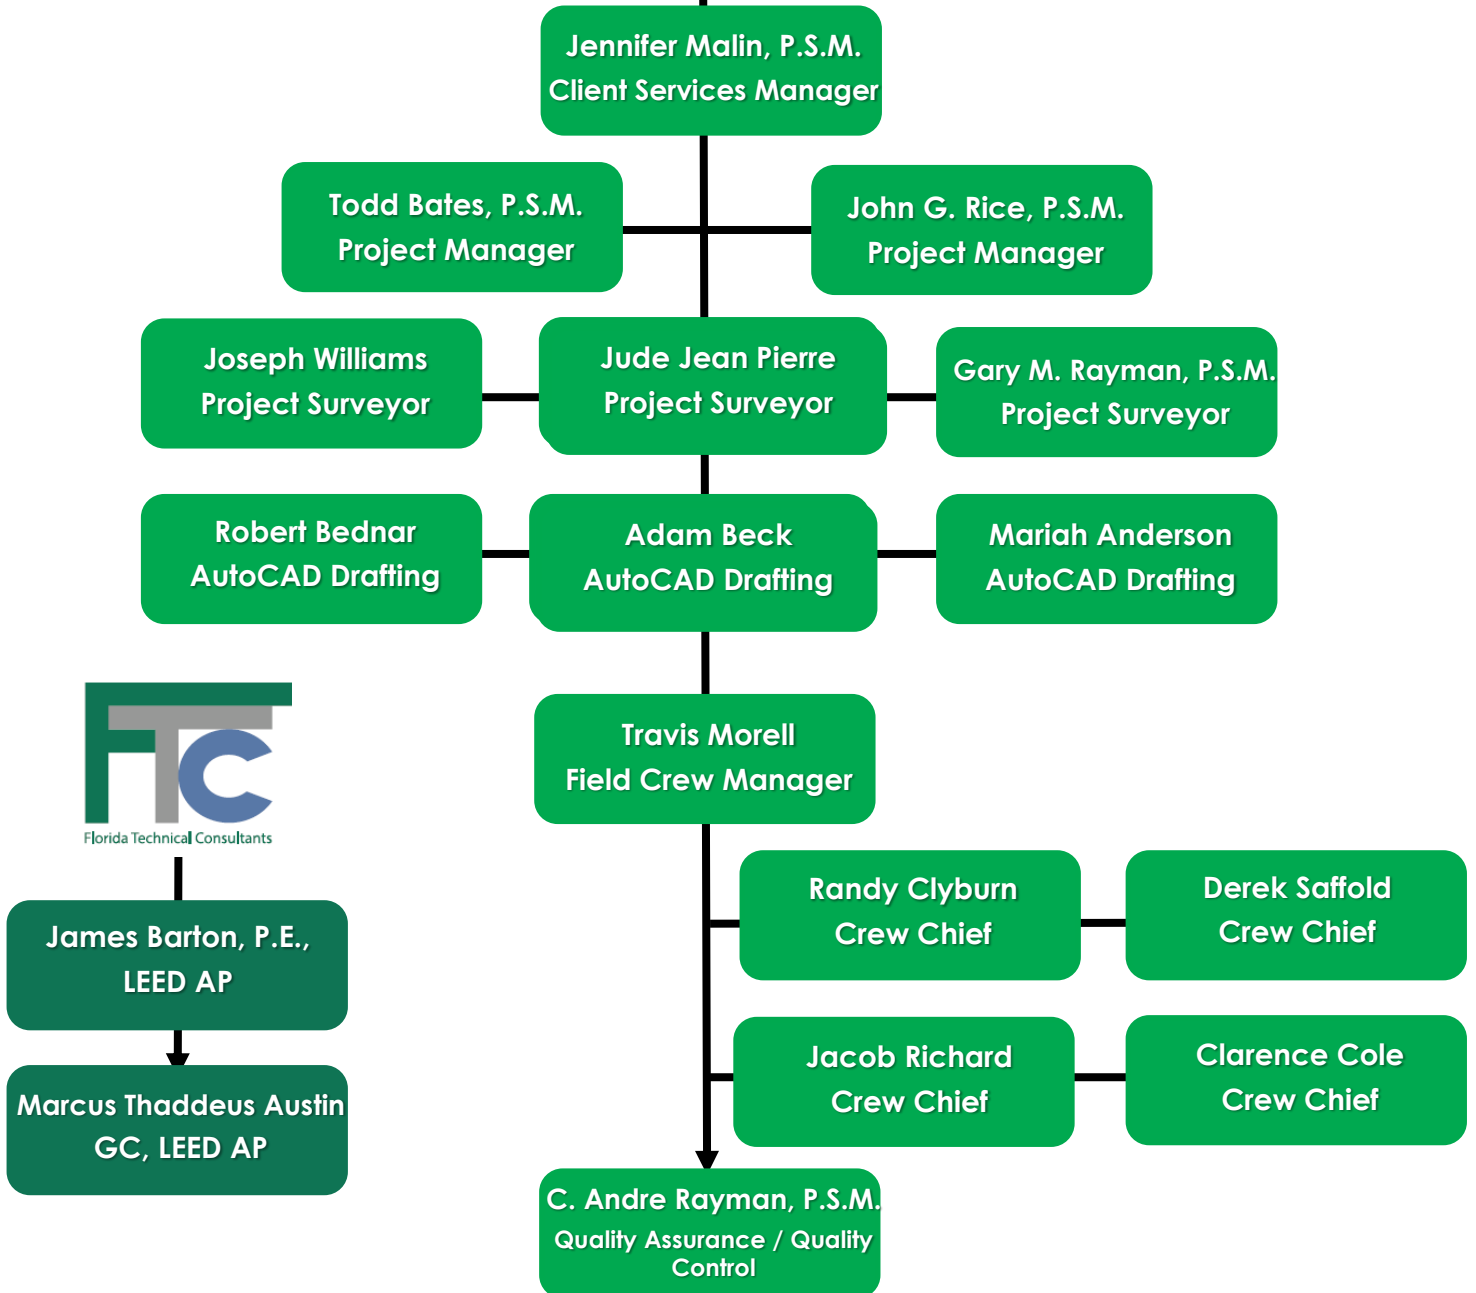 Jennifer Malin, P.S.M.
Client Services Manager
Todd Bates, P.S.M.
Project Manager
John G. Rice, P.S.M.
Project Manager
Joseph Williams
Project Surveyor
Jude Jean Pierre
Project Surveyor
Gary M. Rayman, P.S.M.
Project Surveyor
Robert Bednar
AutoCAD Drafting
Adam Beck
AutoCAD Drafting
Mariah Anderson
AutoCAD Drafting
Travis Morell
Field Crew Manager
FTC
Florida Technical Consultants
James Barton, P.E.,
LEED AP
Marcus Thaddeus Austin
GC, LEED AP
Randy Clyburn
Crew Chief
Derek Saffold
Crew Chief
Jacob Richard
Crew Chief
Clarence Cole
Crew Chief
C. Andre Rayman, P.S.M.
Quality Assurance / Quality
Control